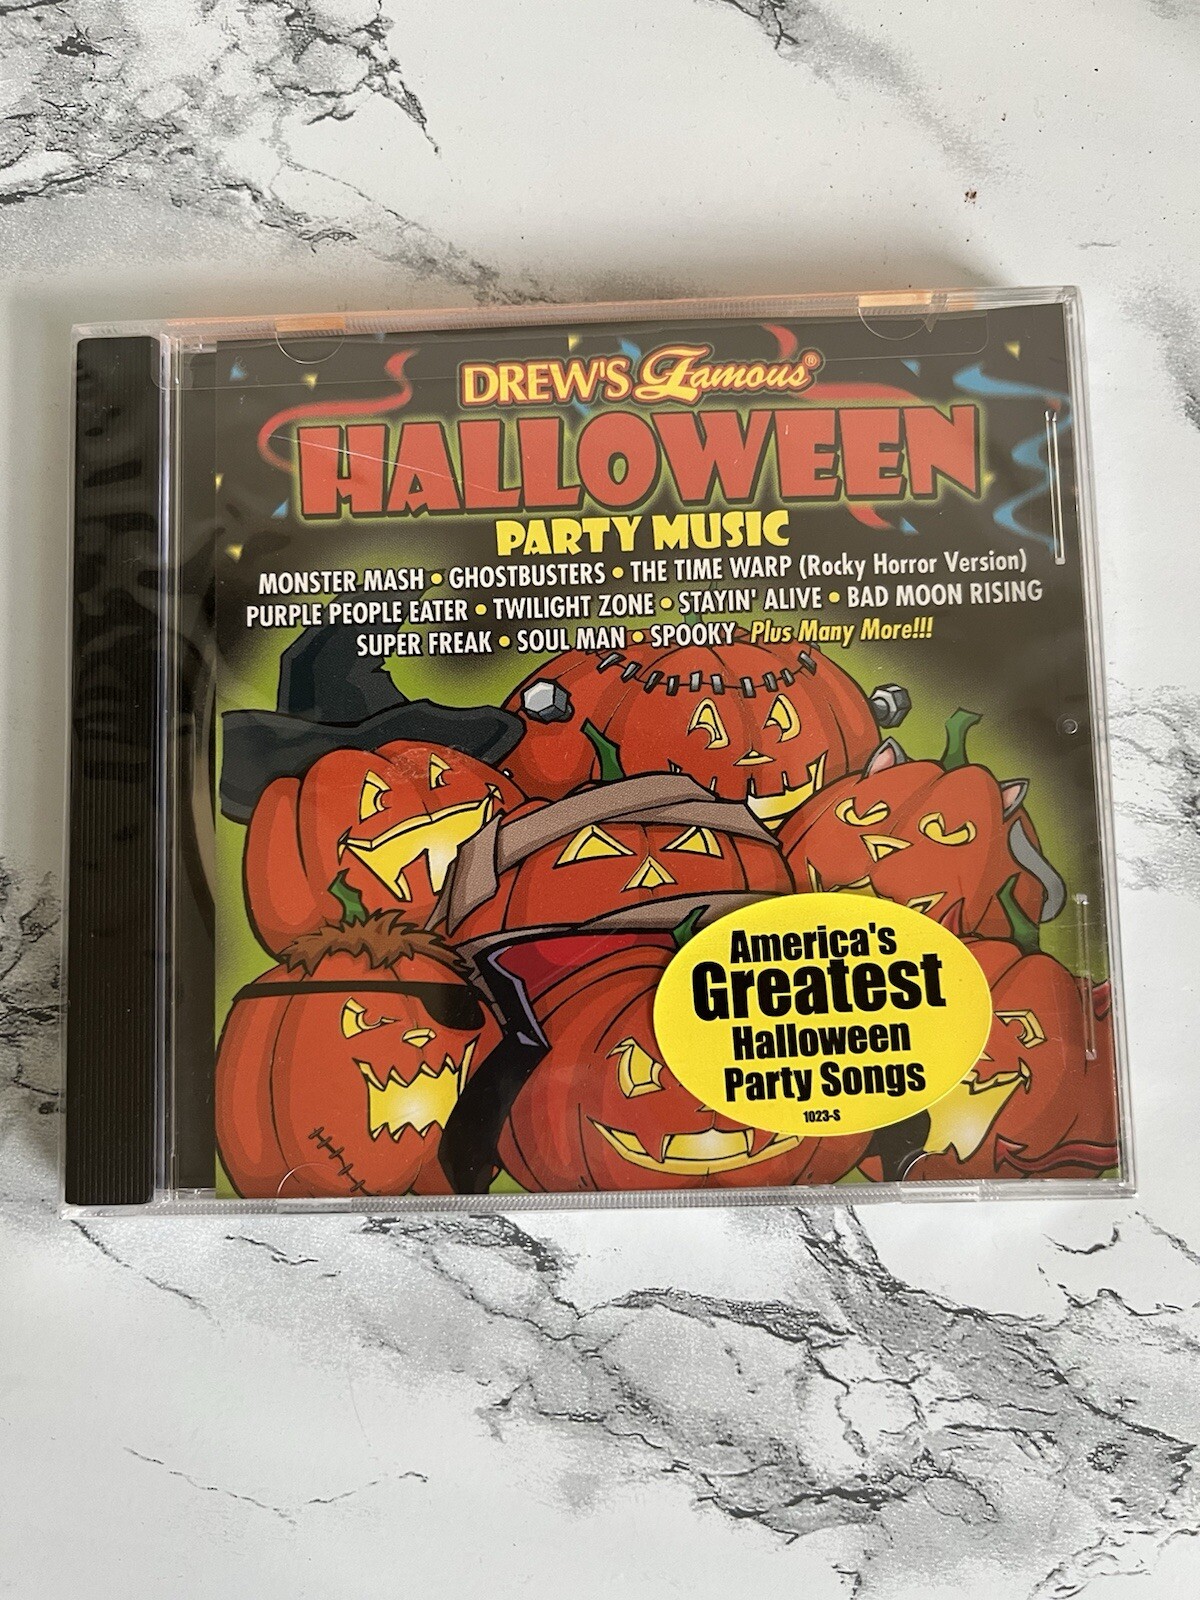 DREW'S Famous®
HALLOWEEN
PARTY MUSIC
MONSTER MASH • GHOSTBUSTERS • THE TIME WARP (Rocky Horror Version)
PURPLE PEOPLE EATER • TWILIGHT ZONE • STAYIN' ALIVE • BAD MOON RISING
SUPER FREAK • SOUL MAN • SPOOKY Plus Many More!!!
America's
Greatest
Halloween
Party Songs
1023-S